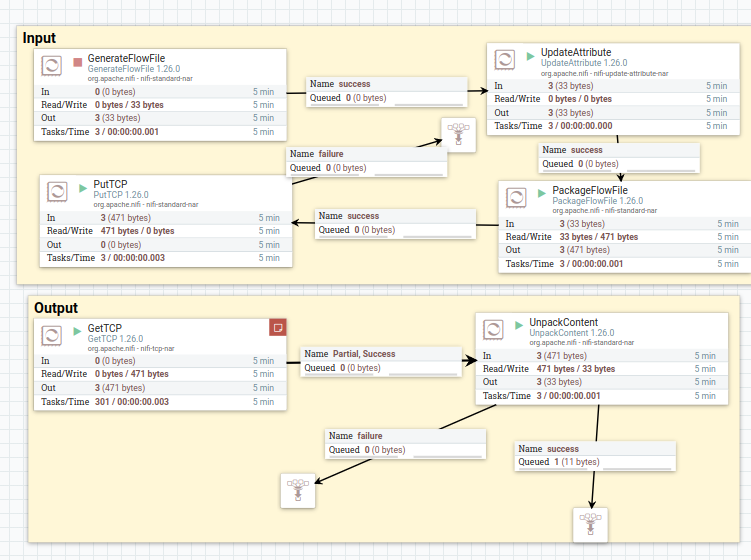 Input
GenerateFlowFile
GenerateFlowFile 1.26.0
org.apache.nifi - nifi-standard-nar
In 0 (0 bytes) 5 min
Read/Write 0 bytes / 33 bytes 5 min
Out 3 (33 bytes) 5 min
Tasks/Time 3 / 00:00:00.001 5 min
Name success
Queued 0 (0 bytes)
UpdateAttribute
UpdateAttribute 1.26.0
org.apache.nifi - nifi-update-attribute-nar
In 3 (33 bytes) 5 min
Read/Write 0 bytes / 0 bytes 5 min
Out 3 (33 bytes) 5 min
Tasks/Time 3 / 00:00:00.000 5 min
Name failure
Queued 0 (0 bytes)
Name success
Queued 0 (0 bytes)
PutTCP
PutTCP 1.26.0
org.apache.nifi - nifi-standard-nar
In 3 (471 bytes) 5 min
Read/Write 471 bytes / 0 bytes 5 min
Out 0 (0 bytes) 5 min
Tasks/Time 3 / 00:00:00.003 5 min
Name success
Queued 0 (0 bytes)
PackageFlowFile
PackageFlowFile 1.26.0
org.apache.nifi - nifi-standard-nar
In 3 (33 bytes) 5 min
Read/Write 33 bytes / 471 bytes 5 min
Out 3 (471 bytes) 5 min
Tasks/Time 3 / 00:00:00.001 5 min
Output
GetTCP
GetTCP 1.26.0
org.apache.nifi - nifi-tcp-nar
In 0 (0 bytes) 5 min
Read/Write 0 bytes / 471 bytes 5 min
Out 3 (471 bytes) 5 min
Tasks/Time 301 / 00:00:00.003 5 min
Name Partial, Success
Queued 0 (0 bytes)
UnpackContent
UnpackContent 1.26.0
org.apache.nifi - nifi-standard-nar
In 3 (471 bytes) 5 min
Read/Write 471 bytes / 33 bytes 5 min
Out 3 (33 bytes) 5 min
Tasks/Time 3 / 00:00:00.001 5 min
Name failure
Queued 0 (0 bytes)
Name success
Queued 1 (11 bytes)